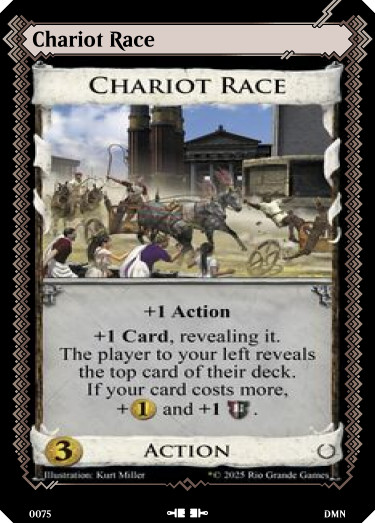 Chariot Race
CHARIOT RACE
+1 Action
+1 Card, revealing it.
The player to your left reveals
the top card of their deck.
If your card costs more,
+ 1 and +1 .
3 ACTION
Illustration: Kurt Miller *© 2025 Rio Grande Games
0075 DMN